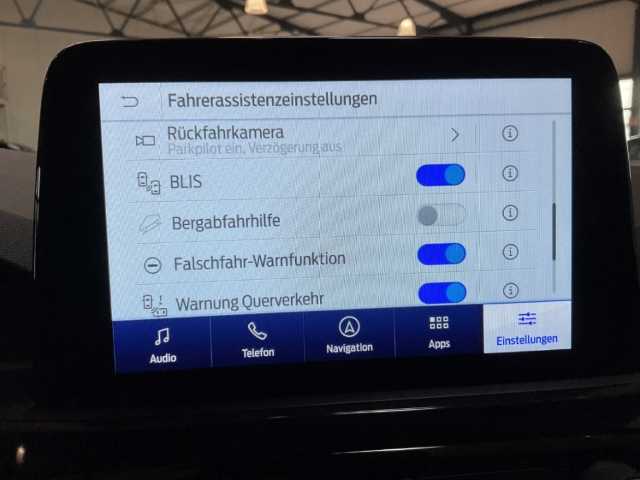 Fahrerassistenzeinstellungen
Rückfahrkamera
Parkpilot ein, Verzögerung aus
BLIS
Bergabfahrhilfe
Falschfahr-Warnfunktion
Warnung Querverkehr
Audio
Telefon
Navigation
Apps
Einstellungen